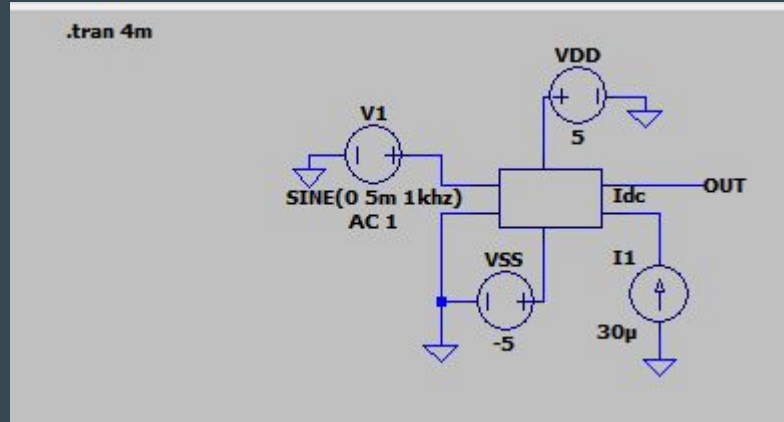 .tran 4m
VDD
5
V1
SINE(0 5m 1khz)
AC 1
Idc
OUT
VSS
-5
I1
30μ